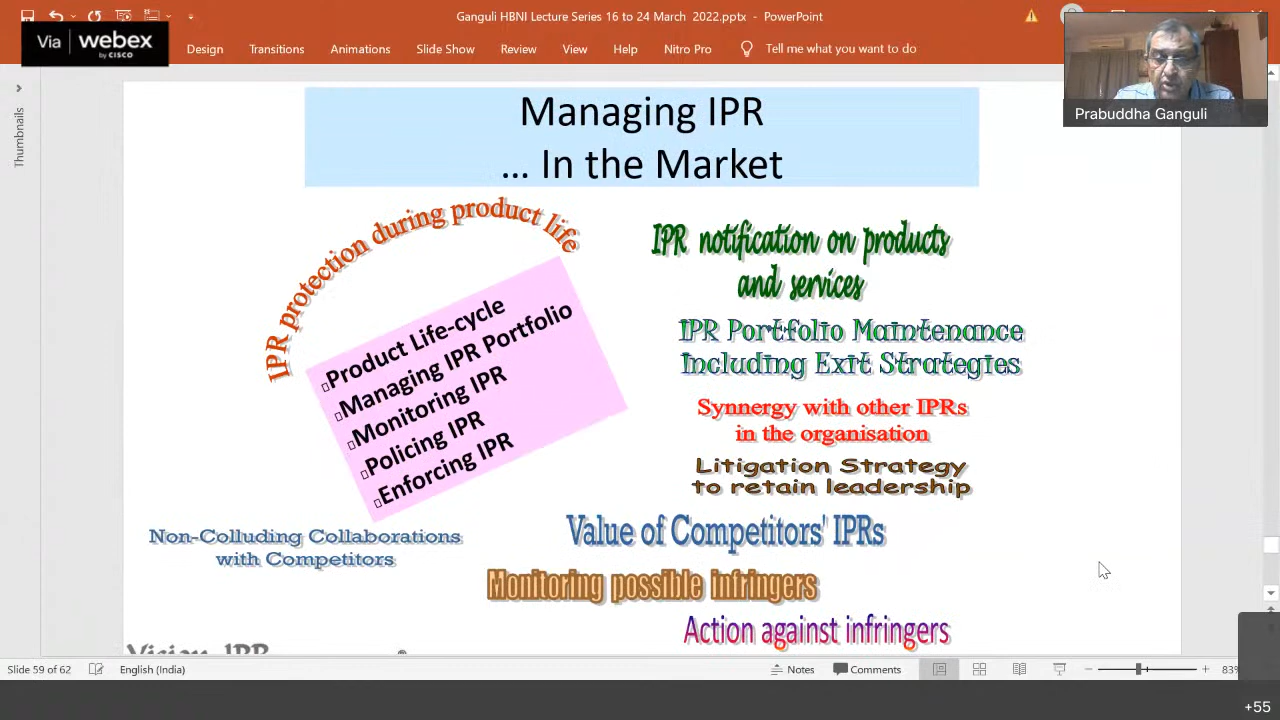 Ganguli HBNI Lecture Series 16 to 24 March 2022.pptx - PowerPoint
Via webex
by CISCO
Design Transitions Animations Slide Show Review View Help Nitro Pro Tell me what you want to do
Prabuddha Ganguli
Thumbnails
Managing IPR
... In the Market
IPR protection during product life
Product Life-cycle
Managing IPR Portfolio
Monitoring IPR
Policing IPR
Enforcing IPR
IPR notification on products
and services
IPR Portfolio Maintenance
Including Exit Strategies
Synnergy with other IPRs
in the organisation
Litigation Strategy
to retain leadership
Non-Colluding Collaborations
with Competitors
Value of Competitors' IPRs
Monitoring possible infringers
Action against infringers
Vision IPR
Slide 59 of 62 English (India) Notes Comments 83%
+55